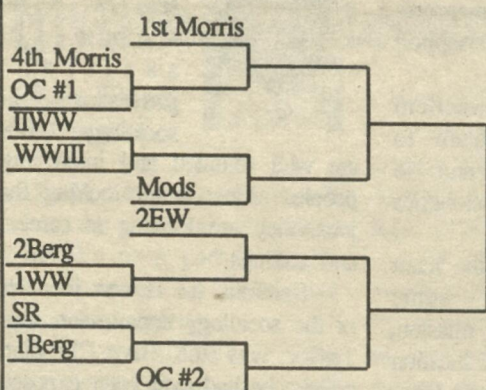 1st Morris
4th Morris
OC #1
IIWW
WWIII
Mods
2EW
2Berg
1WW
SR
1Berg
OC #2